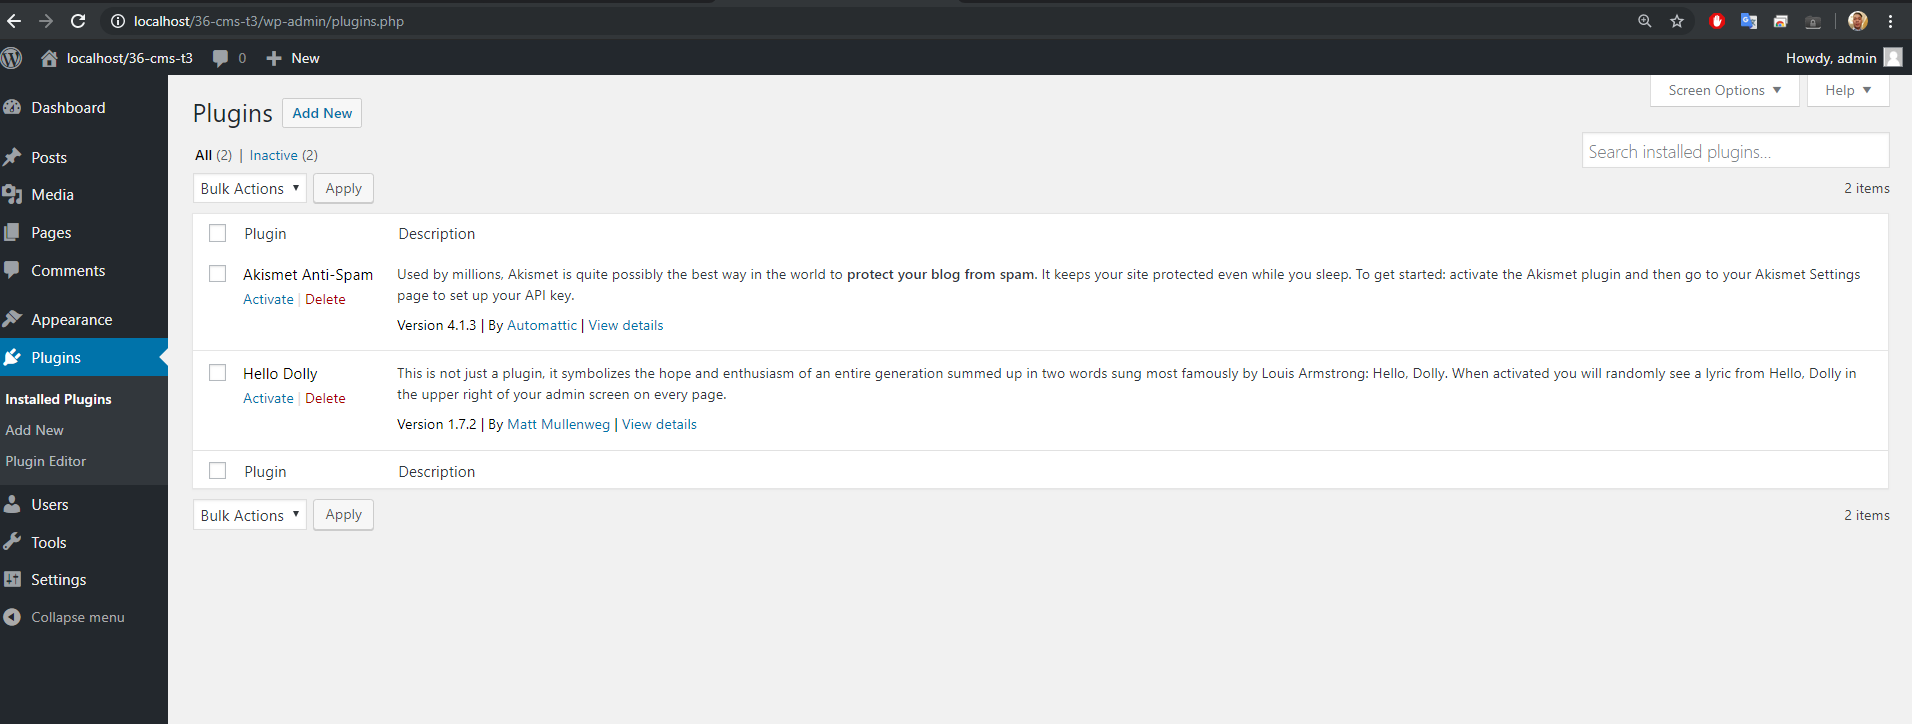 localhost/36-cms-t3/wp-admin/plugins.php
localhost/36-cms-t3 0 New Howdy, admin
Screen Options Help
Dashboard
Posts
Media
Pages
Comments
Appearance
Plugins
Installed Plugins
Add New
Plugin Editor
Users
Tools
Settings
Collapse menu
Plugins Add New
All (2) | Inactive (2)
Search installed plugins...
Bulk Actions Apply 2 items
Plugin Description
Akismet Anti-Spam
Activate | Delete
Used by millions, Akismet is quite possibly the best way in the world to protect your blog from spam. It keeps your site protected even while you sleep. To get started: activate the Akismet plugin and then go to your Akismet Settings
page to set up your API key.
Version 4.1.3 | By Automattic | View details
Hello Dolly
Activate | Delete
This is not just a plugin, it symbolizes the hope and enthusiasm of an entire generation summed up in two words sung most famously by Louis Armstrong: Hello, Dolly. When activated you will randomly see a lyric from Hello, Dolly in
the upper right of your admin screen on every page.
Version 1.7.2 | By Matt Mullenweg | View details
Plugin Description
Bulk Actions Apply 2 items